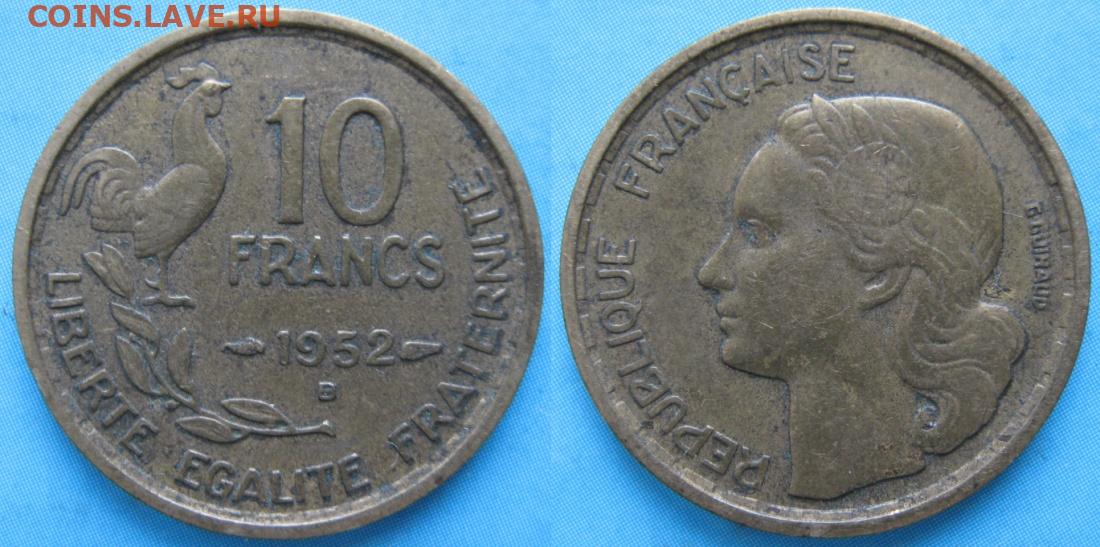 COINS.LAVE.RU
10
FRANCS
1952
B
LIBERTE EGALITE FRATERNITE
REPUBLIQUE FRANÇAISE
G.GUIRAUD